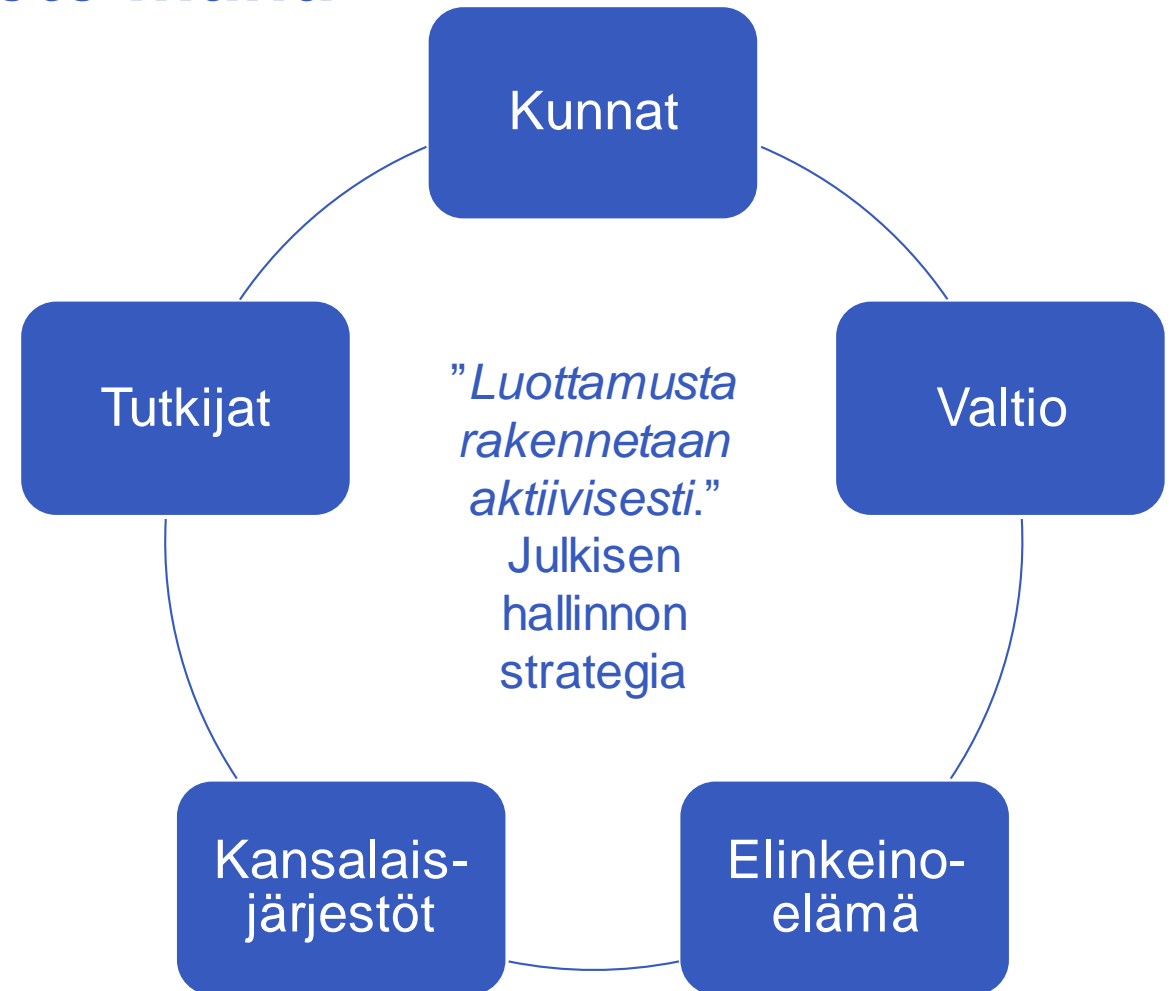 Kunnat
Valtio
Elinkeino-
elämä
Kansalais-
järjestöt
Tutkijat
”Luottamusta
rakennetaan
aktiivisesti.”
Julkisen
hallinnon
strategia